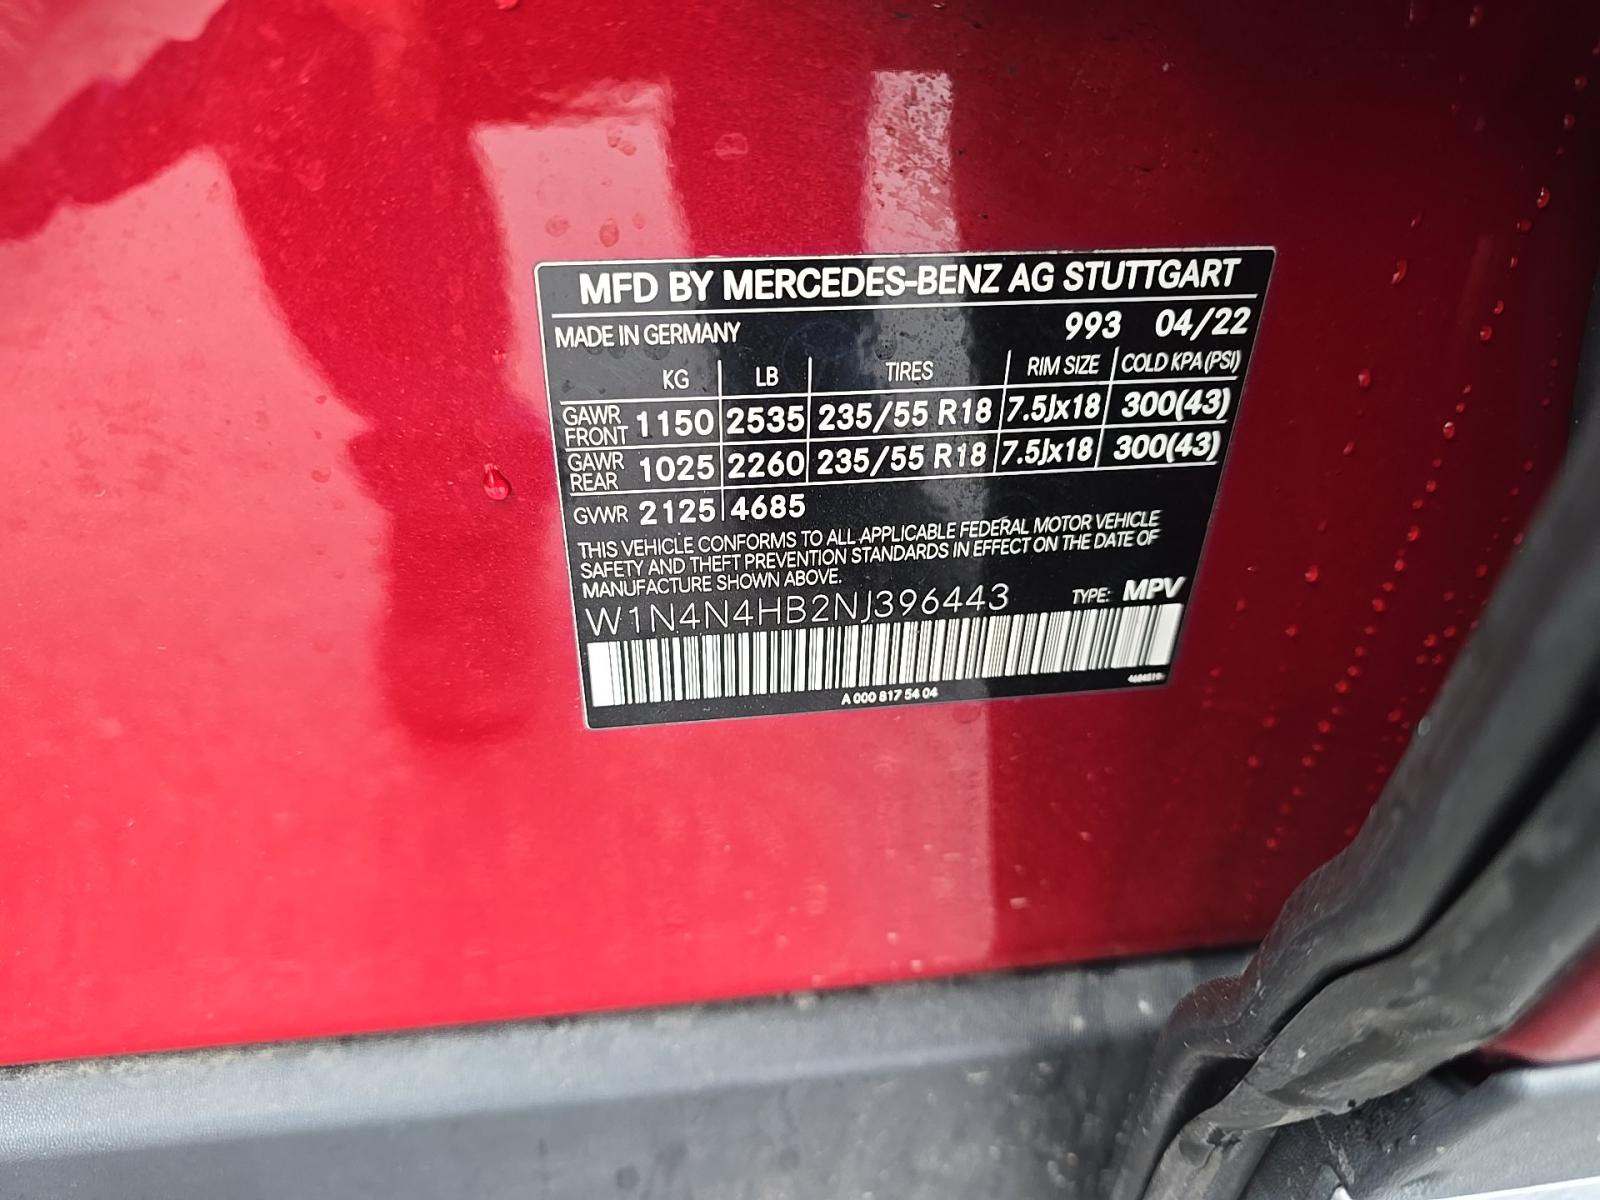 MFD BY MERCEDES-BENZ AG STUTTGART
MADE IN GERMANY 993 04/22
KG LB TIRES RIM SIZE COLD KPA (PSI)
GAWR FRONT 1150 2535 235/55 R18 7.5Jx18 300(43)
GAWR REAR 1025 2260 235/55 R18 7.5Jx18 300(43)
GVWR 2125 4685
THIS VEHICLE CONFORMS TO ALL APPLICABLE FEDERAL MOTOR VEHICLE
SAFETY AND THEFT PREVENTION STANDARDS IN EFFECT ON THE DATE OF
MANUFACTURE SHOWN ABOVE.
W1N4N4HB2NJ396443 TYPE: MPV
A 000 817 54 04